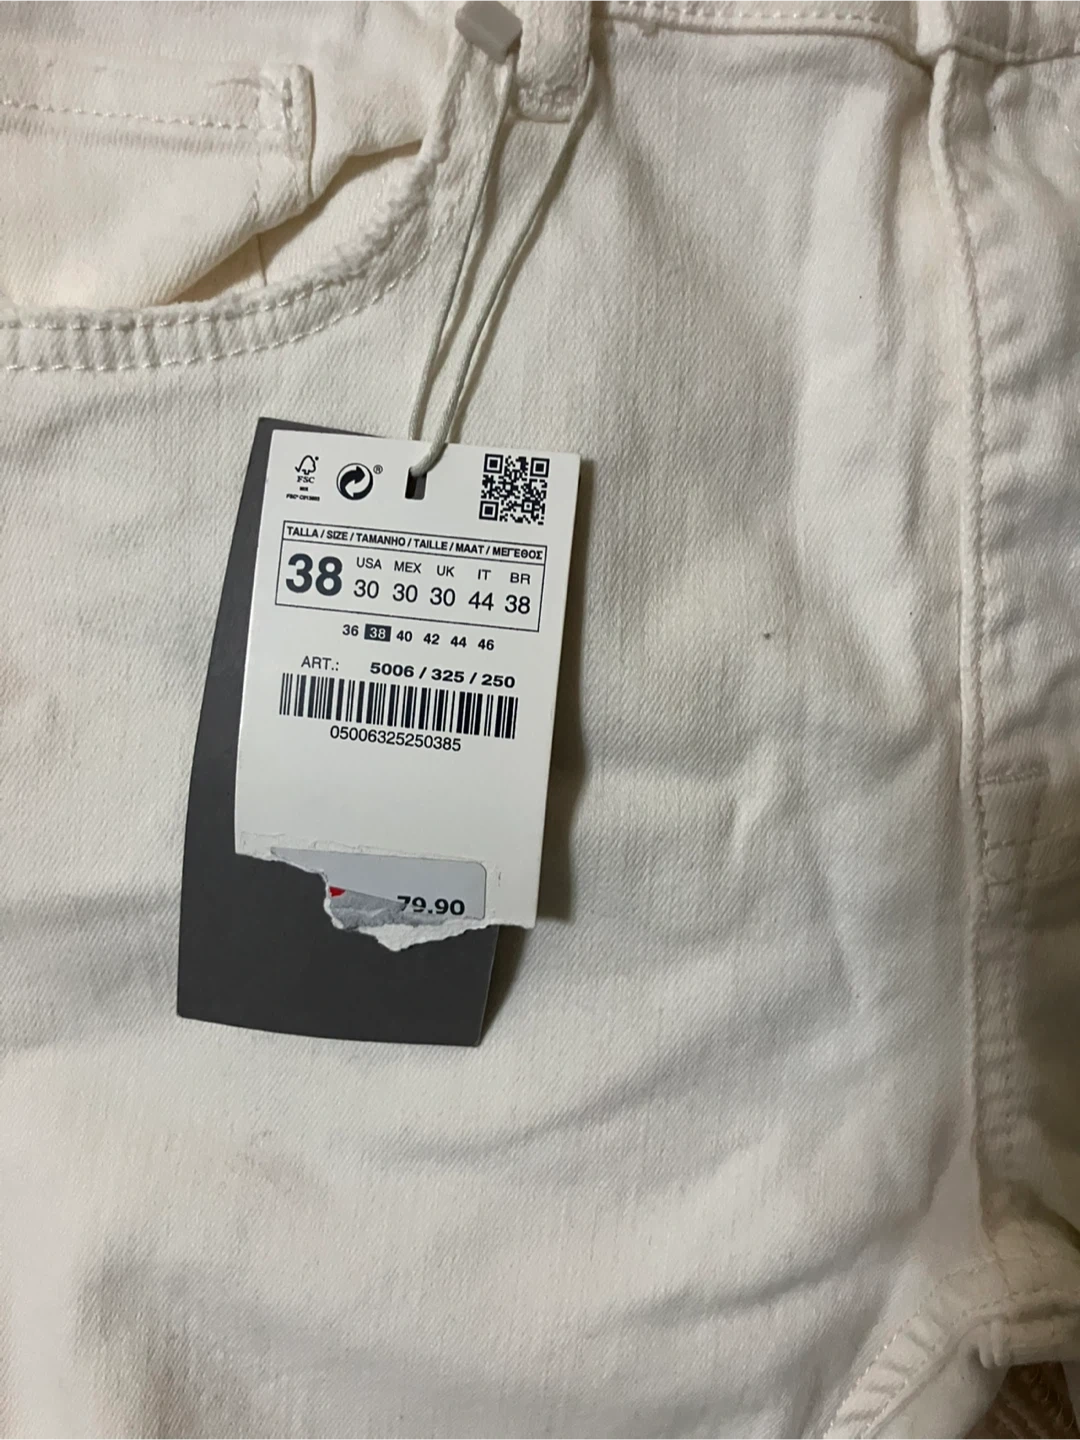 FSC
MIX
®
TALLA / SIZE / TAMANHO / TAILLE / MAAT / ΜΕΓΕΘΟΣ
38 USA MEX UK IT BR
30 30 30 44 38
36 38 40 42 44 46
ART.: 5006 / 325 / 250
05006325250385
79.90